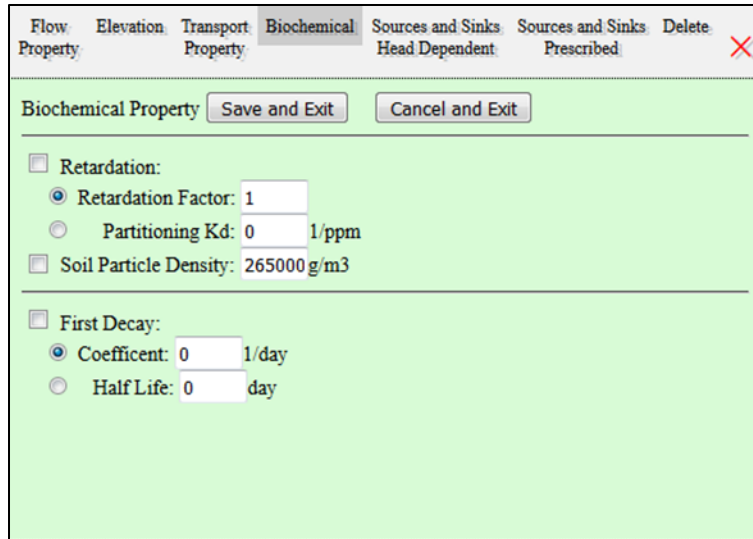 Flow Property Elevation Transport Property Biochemical Sources and Sinks Head Dependent Sources and Sinks Prescribed Delete
Biochemical Property Save and Exit Cancel and Exit
Retardation:
Retardation Factor: 1
Partitioning Kd: 0 1/ppm
Soil Particle Density: 265000 g/m3
First Decay:
Coefficent: 0 1/day
Half Life: 0 day